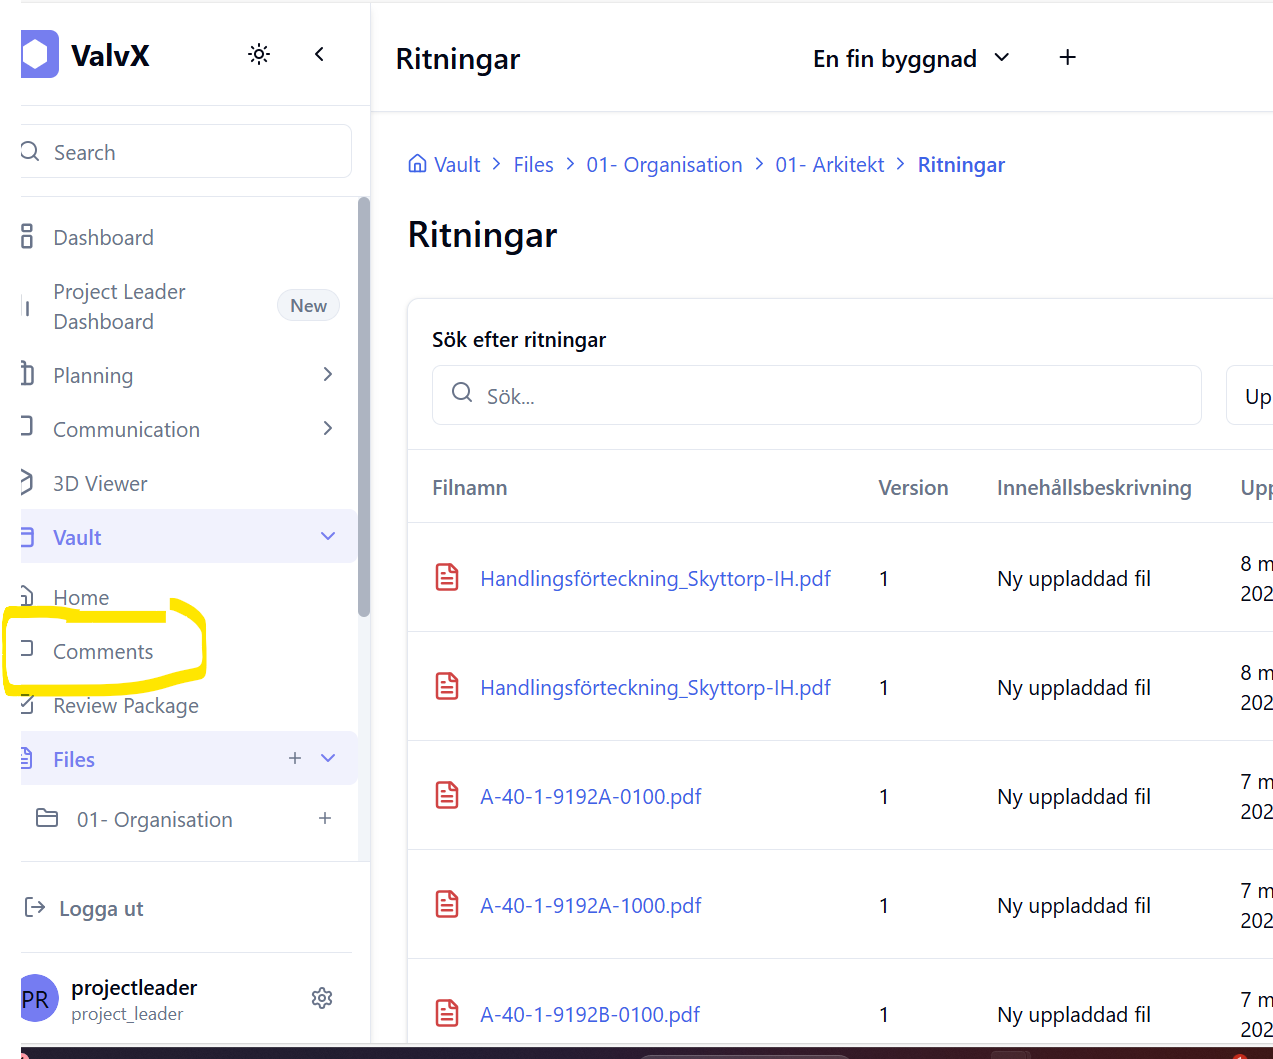 ValvX
Search
Dashboard
Project Leader
Dashboard
New
Planning
Communication
3D Viewer
Vault
Home
Comments
Review Package
Files
01- Organisation
Logga ut
PR
projectleader
project_leader
Ritningar
En fin byggnad
Vault > Files > 01- Organisation > 01- Arkitekt > Ritningar
Ritningar
Sök efter ritningar
Sök...
Up
Filnamn Version Innehållsbeskrivning Upp
Handlingsförteckning_Skyttorp-IH.pdf 1 Ny uppladdad fil 8 m
202
Handlingsförteckning_Skyttorp-IH.pdf 1 Ny uppladdad fil 8 m
202
A-40-1-9192A-0100.pdf 1 Ny uppladdad fil 7 m
202
A-40-1-9192A-1000.pdf 1 Ny uppladdad fil 7 m
202
A-40-1-9192B-0100.pdf 1 Ny uppladdad fil 7 m
202